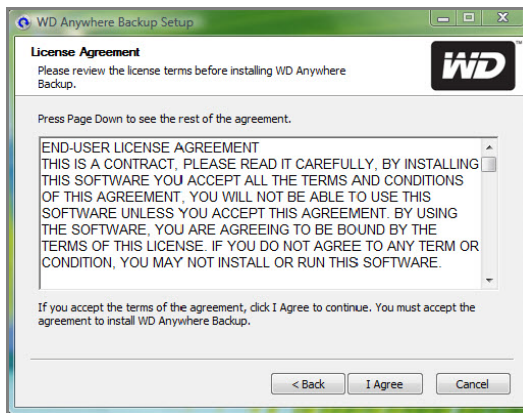 WD Anywhere Backup Setup
License Agreement
Please review the license terms before installing WD Anywhere
Backup.
WD
TM
Press Page Down to see the rest of the agreement.
END-USER LICENSE AGREEMENT
THIS IS A CONTRACT, PLEASE READ IT CAREFULLY, BY INSTALLING
THIS SOFTWARE YOU ACCEPT ALL THE TERMS AND CONDITIONS
OF THIS AGREEMENT, YOU WILL NOT BE ABLE TO USE THIS
SOFTWARE UNLESS YOU ACCEPT THIS AGREEMENT. BY USING
THE SOFTWARE, YOU ARE AGREEING TO BE BOUND BY THE
TERMS OF THIS LICENSE. IF YOU DO NOT AGREE TO ANY TERM OR
CONDITION, YOU MAY NOT INSTALL OR RUN THIS SOFTWARE.
If you accept the terms of the agreement, click I Agree to continue. You must accept the
agreement to install WD Anywhere Backup.
< Back I Agree Cancel